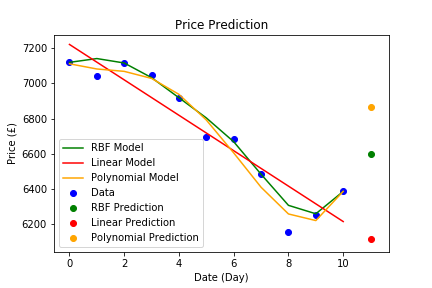 Price Prediction
Price (£)
7200
7000
6800
6600
6400
6200
RBF Model
Linear Model
Polynomial Model
Data
RBF Prediction
Linear Prediction
Polynomial Prediction
0 2 4 6 8 10
Date (Day)